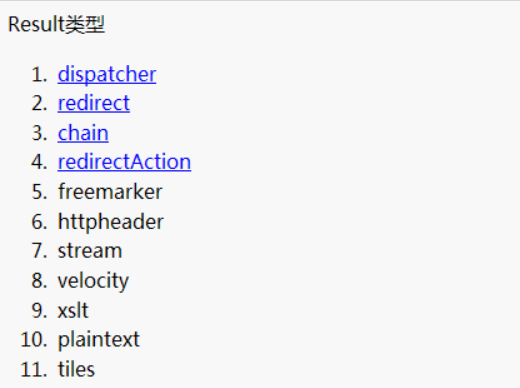 Result类型
1. dispatcher
2. redirect
3. chain
4. redirectAction
5. freemarker
6. httpheader
7. stream
8. velocity
9. xslt
10. plaintext
11. tiles